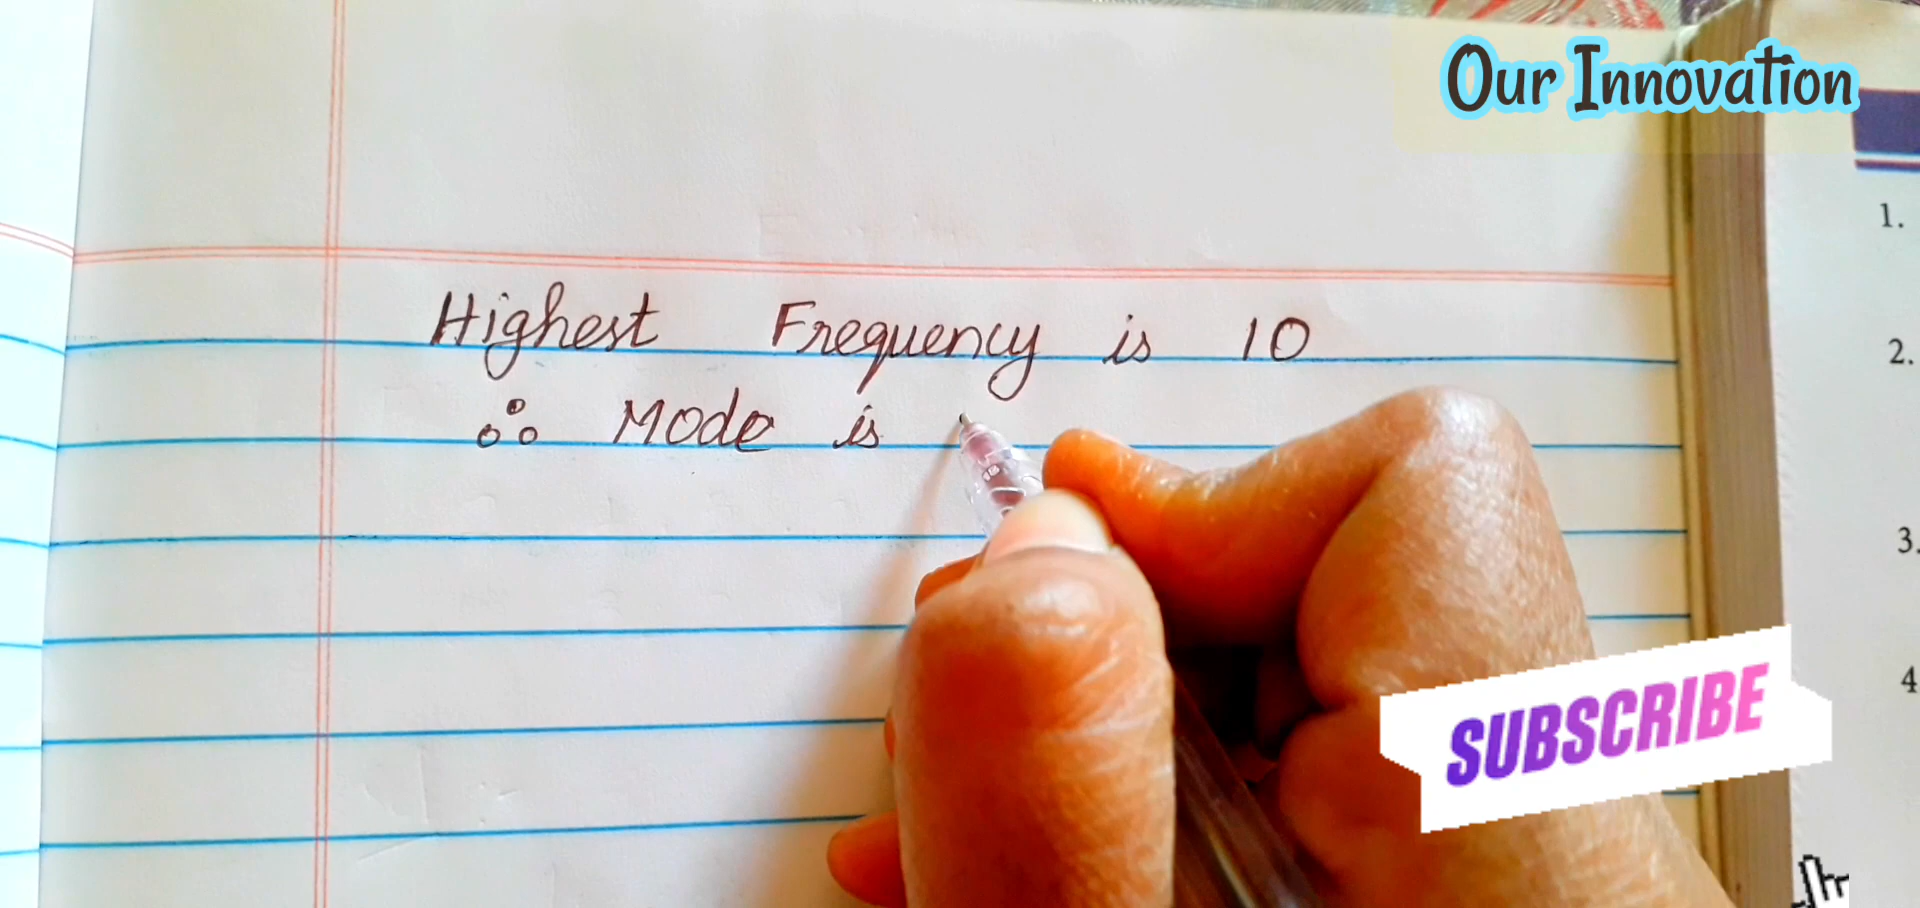 Our Innovation
1.
Highest Frequency is 10
2.
∴ Mode is
3.
4
SUBSCRIBE